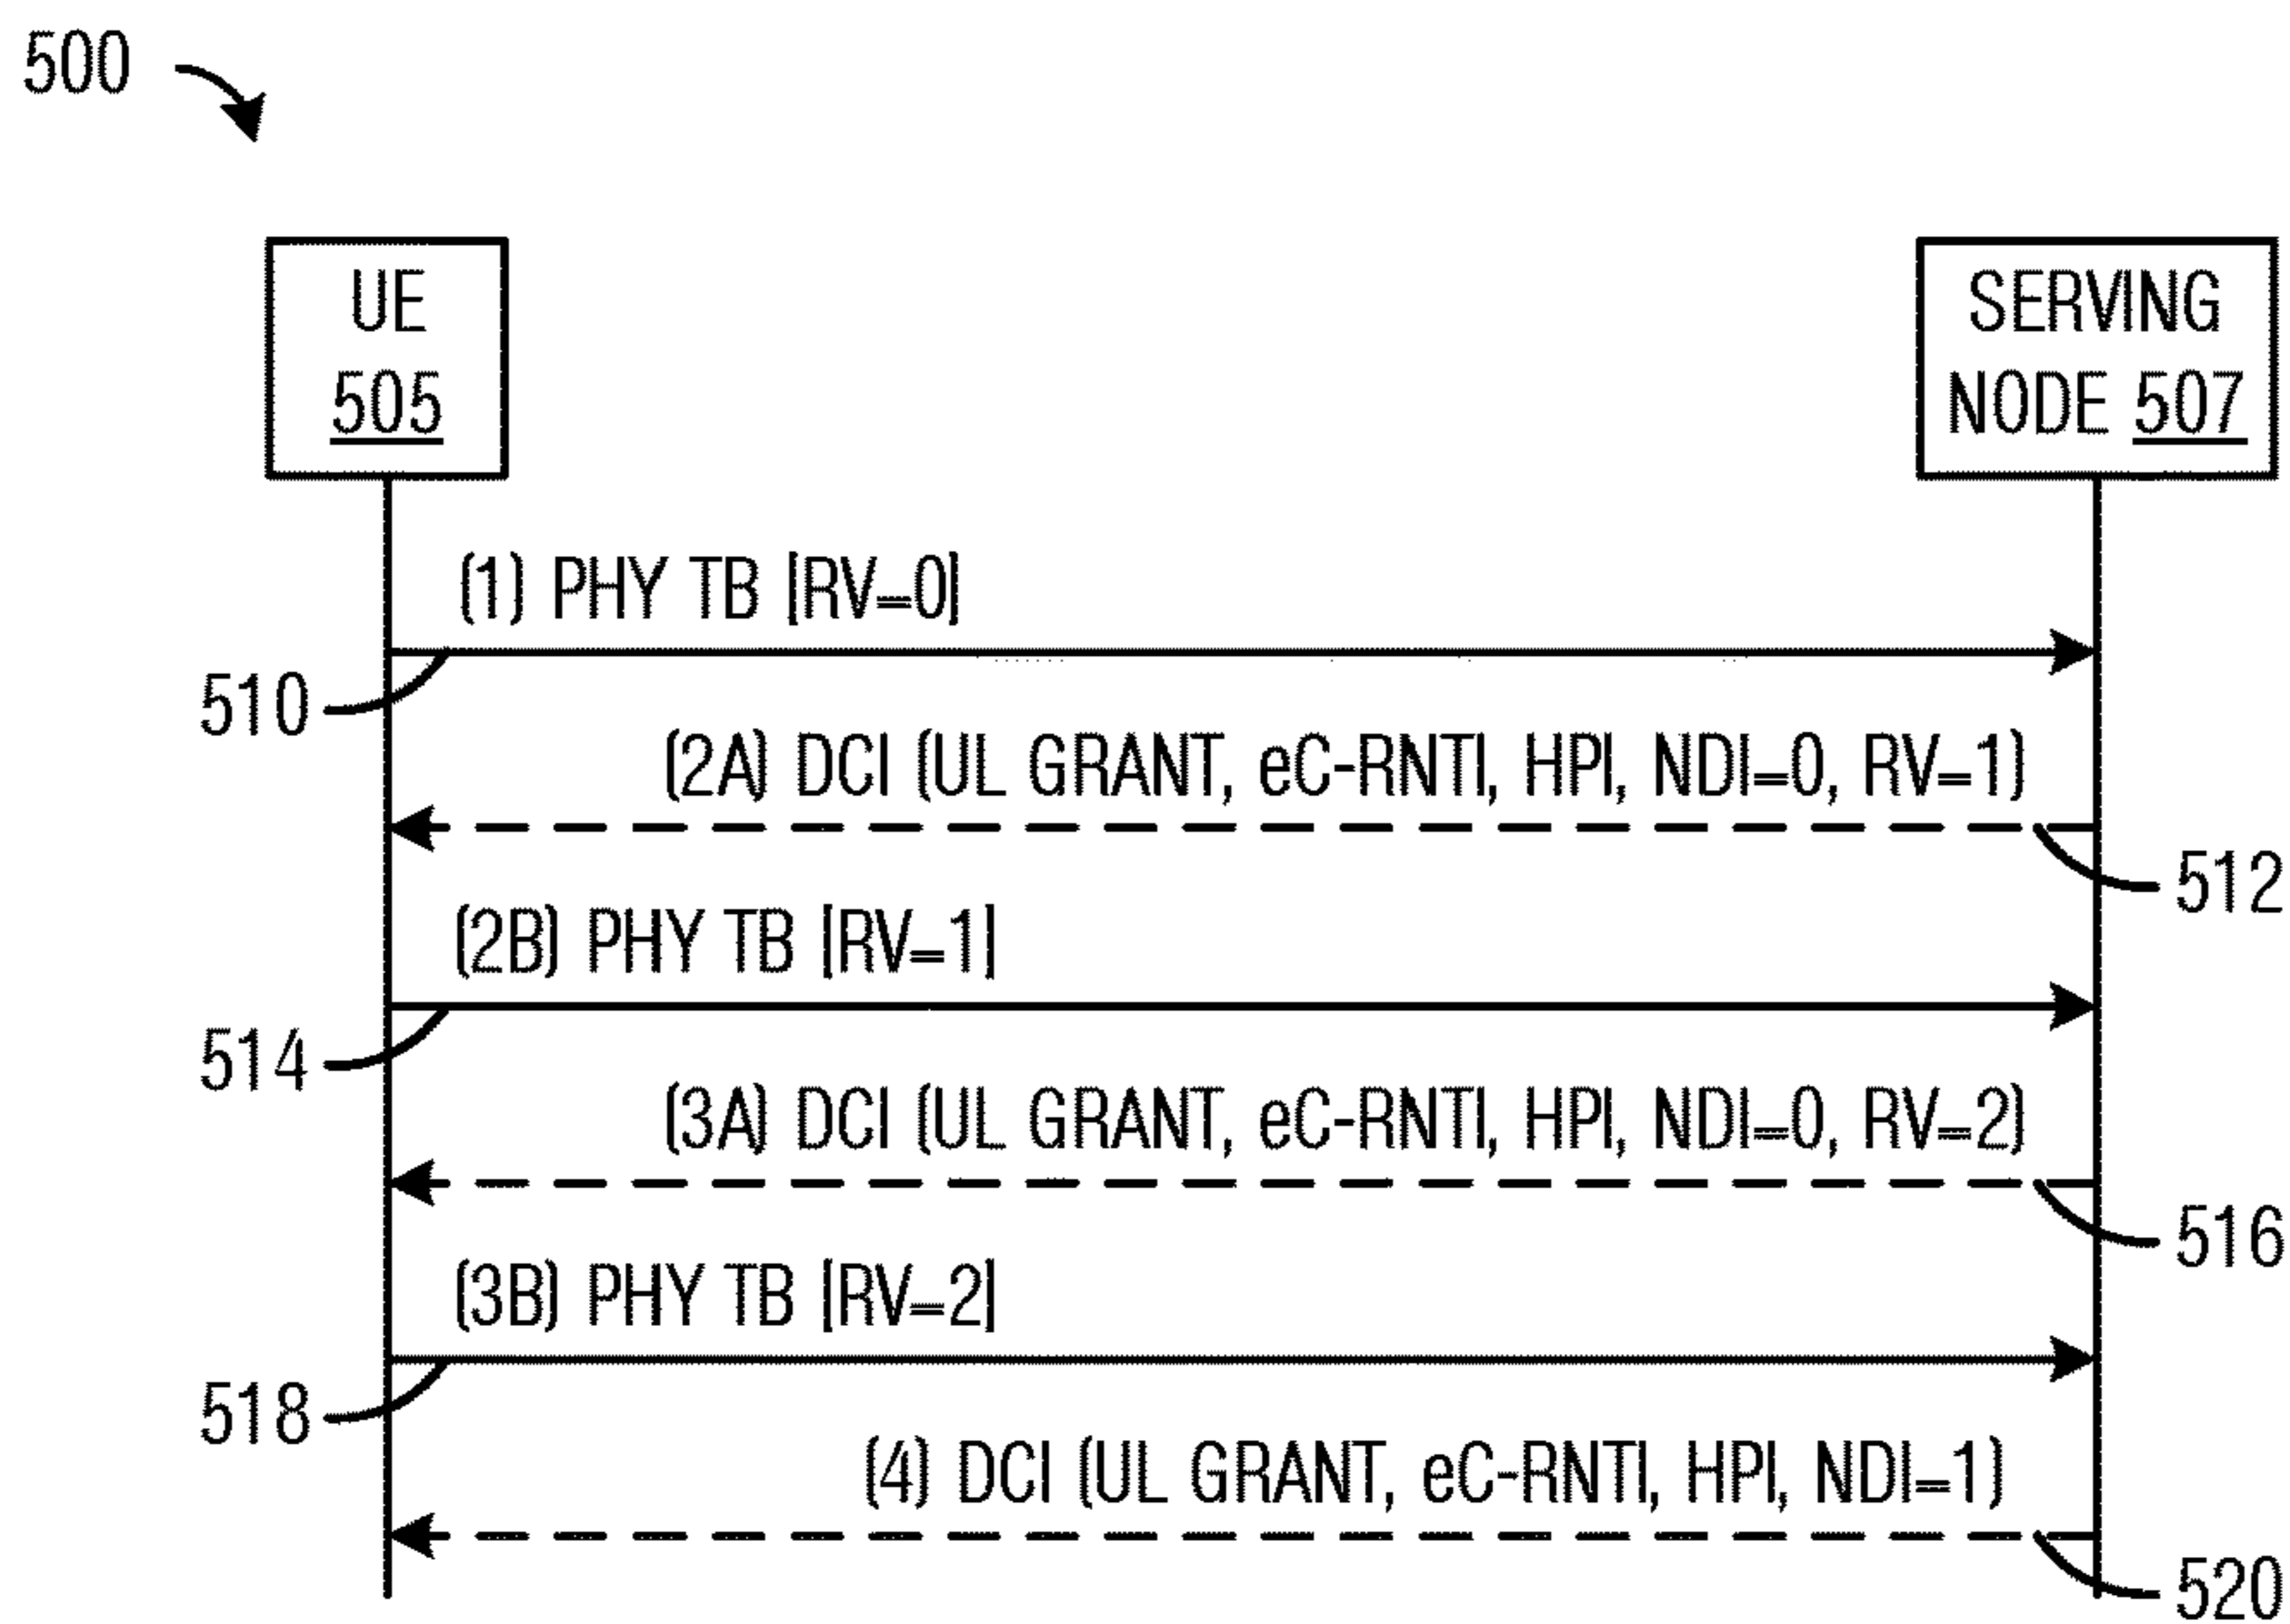 500
UE
505
SERVING
NODE 507
(1) PHY TB [RV=0]
510
(2A) DCI (UL GRANT, eC-RNTI, HPI, NDI=0, RV=1)
512
(2B) PHY TB [RV=1]
514
(3A) DCI (UL GRANT, eC-RNTI, HPI, NDI=0, RV=2)
516
(3B) PHY TB [RV=2]
518
(4) DCI (UL GRANT, eC-RNTI, HPI, NDI=1)
520